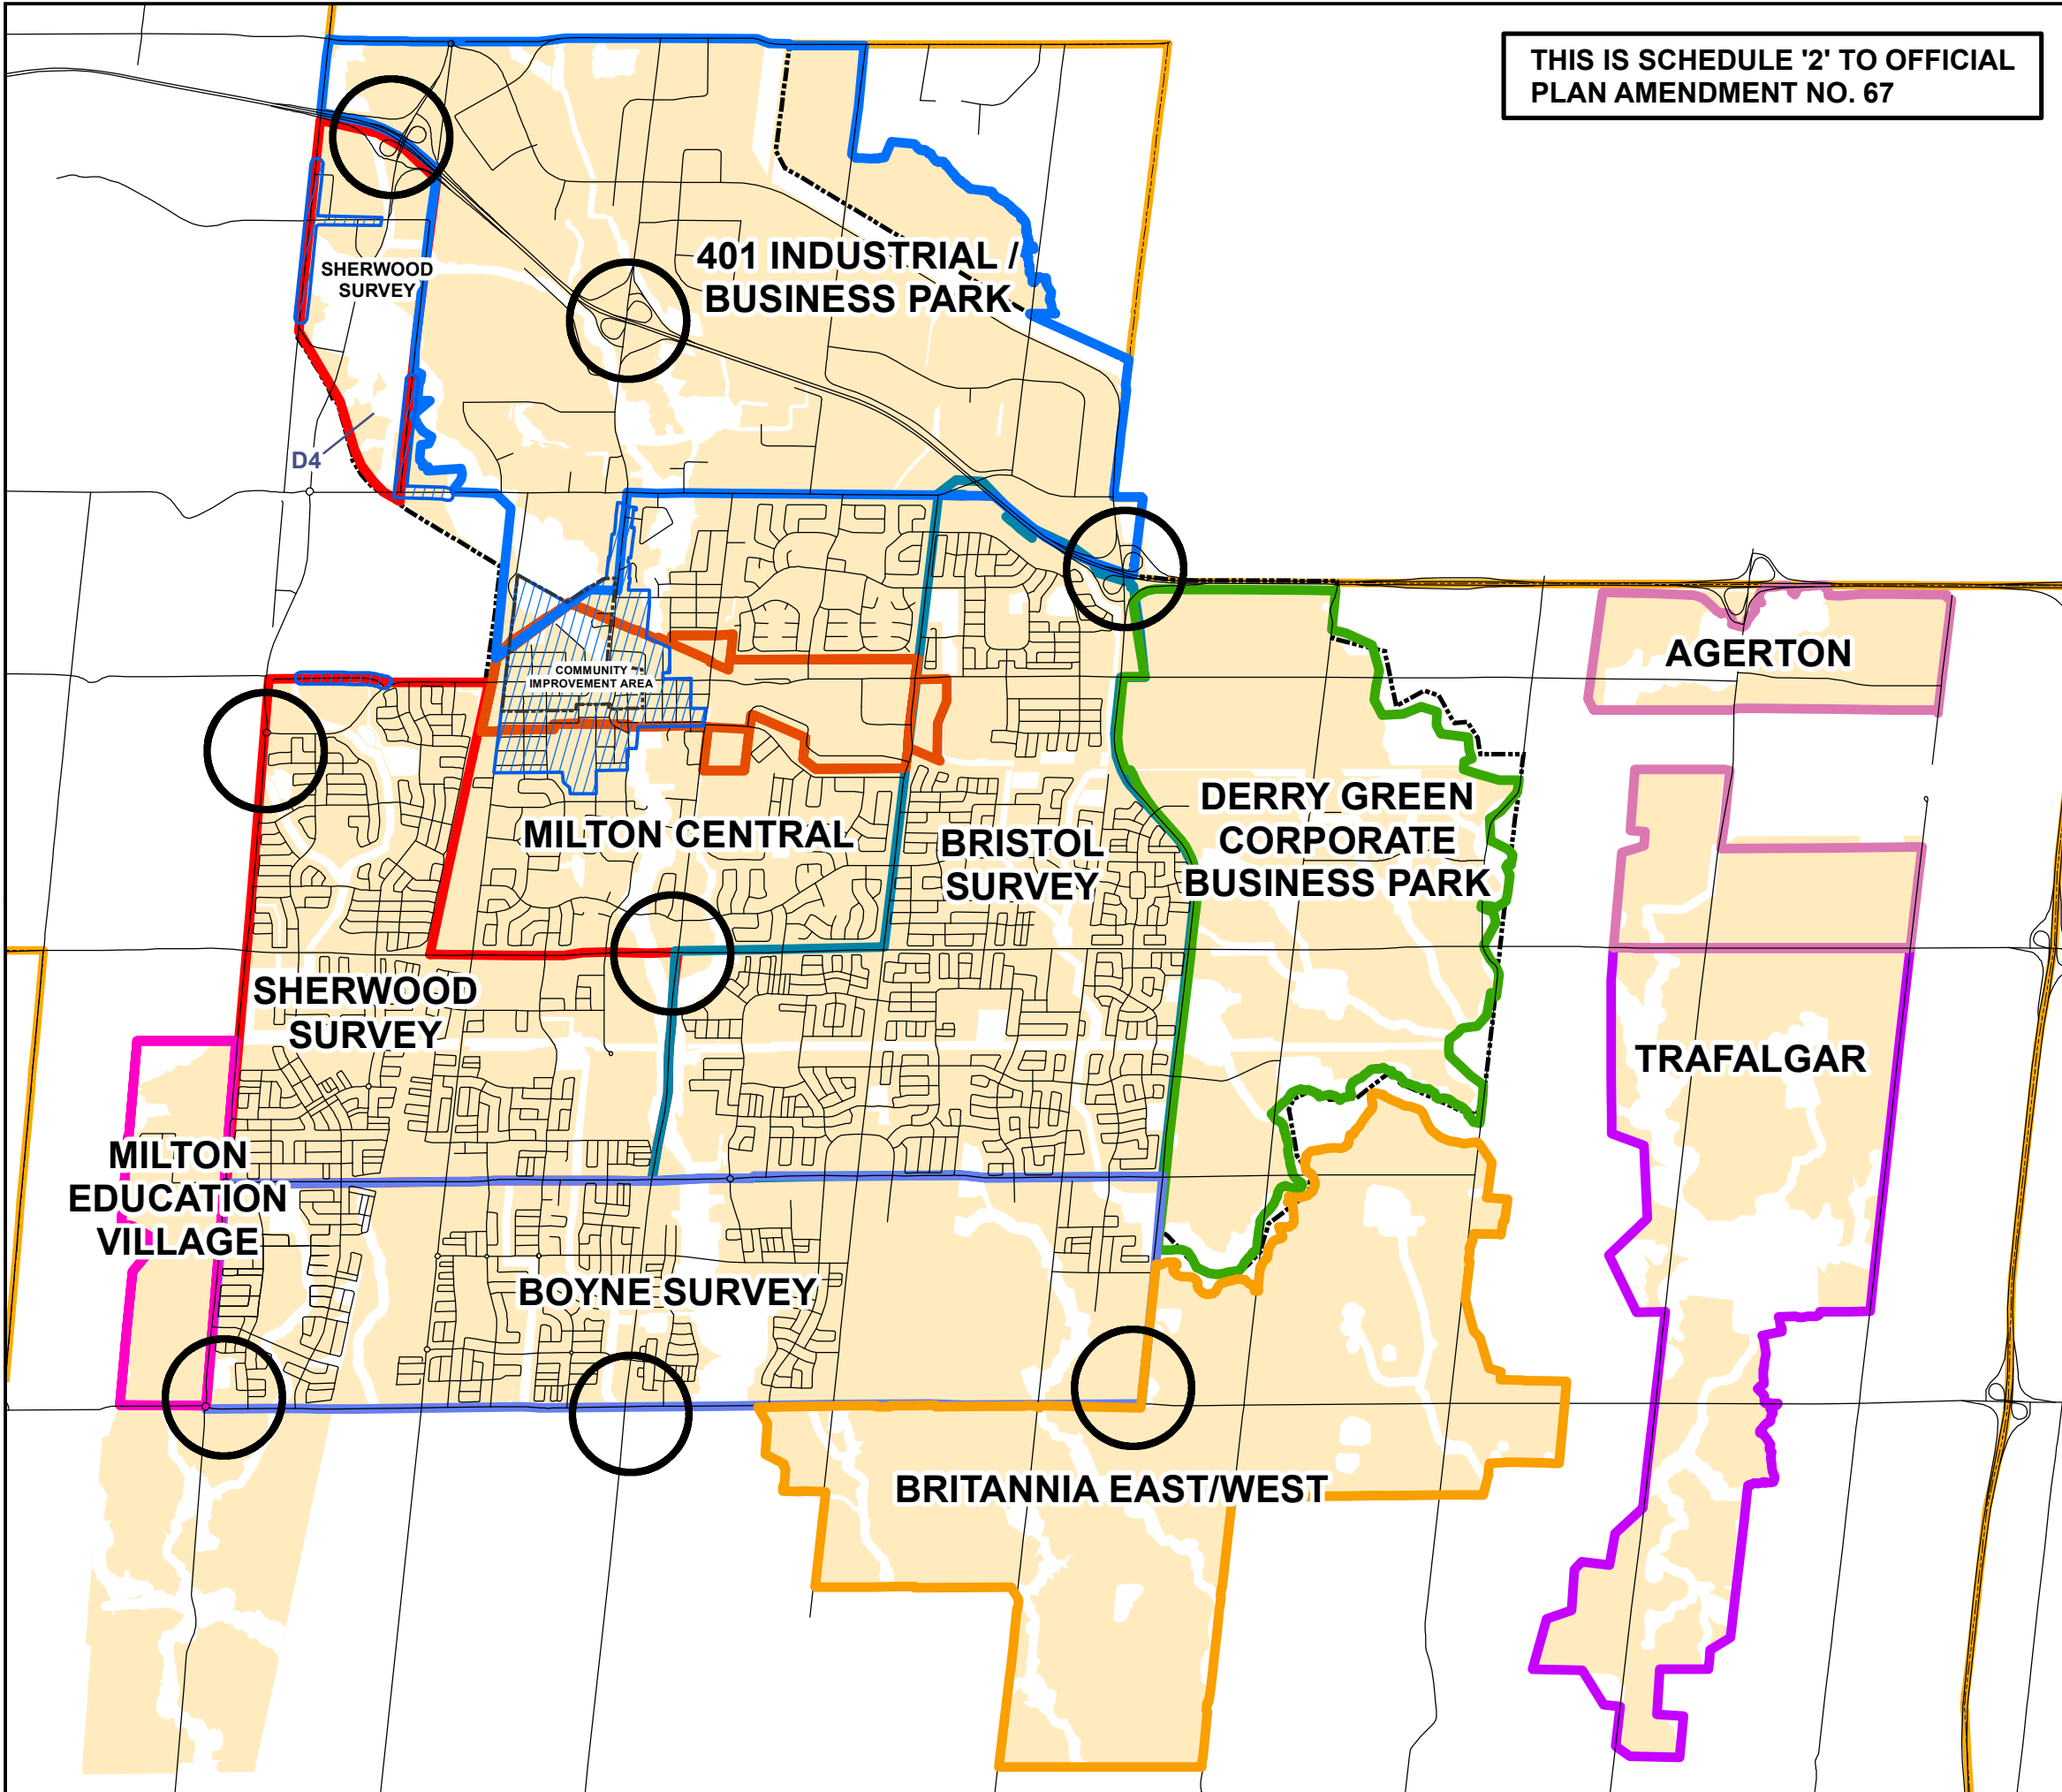 THIS IS SCHEDULE '2' TO OFFICIAL
PLAN AMENDMENT NO. 67
401 INDUSTRIAL /
BUSINESS PARK
SHERWOOD
SURVEY
D4
COMMUNITY
IMPROVEMENT AREA
AGERTON
MILTON CENTRAL
BRISTOL
SURVEY
DERRY GREEN
CORPORATE
BUSINESS PARK
SHERWOOD
SURVEY
TRAFALGAR
MILTON
EDUCATION
VILLAGE
BOYNE SURVEY
BRITANNIA EAST/WEST